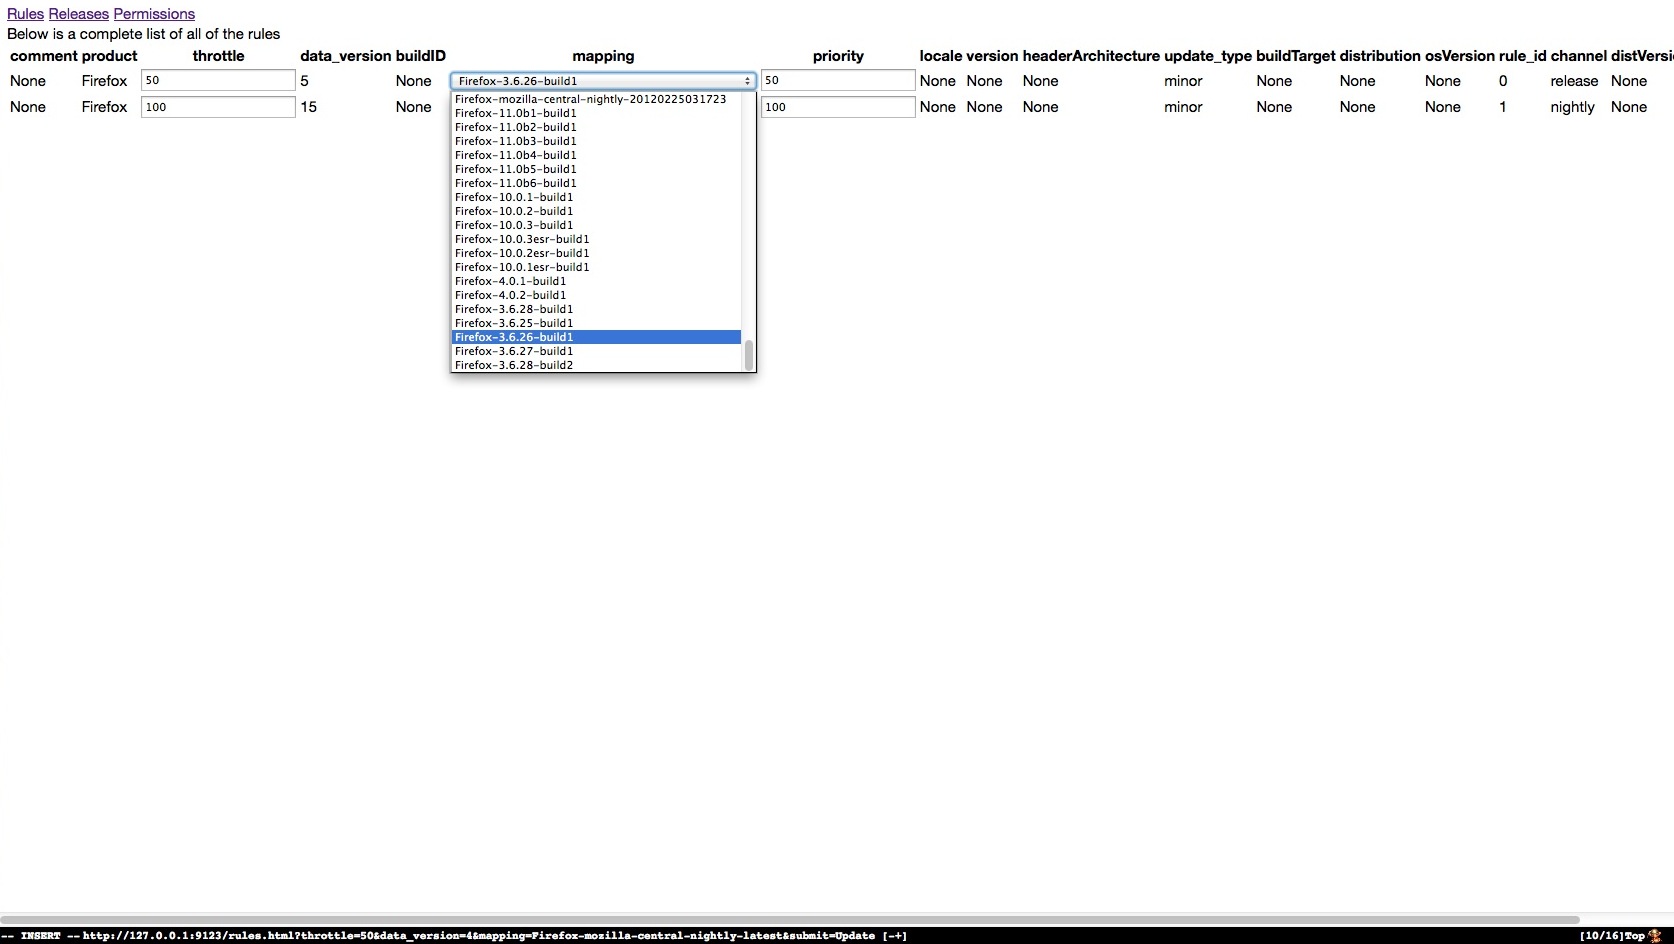 Rules Releases Permissions
Below is a complete list of all of the rules
comment product throttle data_version buildID mapping priority locale version headerArchitecture update_type buildTarget distribution osVersion rule_id channel distVersi
None Firefox 50 5 None Firefox-3.6.26-build1 50 None None None minor None None None 0 release None
None Firefox 100 15 None 100 None None None minor None None None 1 nightly None
Firefox-mozilla-central-nightly-20120225031723
Firefox-11.0b1-build1
Firefox-11.0b2-build1
Firefox-11.0b3-build1
Firefox-11.0b4-build1
Firefox-11.0b5-build1
Firefox-11.0b6-build1
Firefox-10.0.1-build1
Firefox-10.0.2-build1
Firefox-10.0.3-build1
Firefox-10.0.3esr-build1
Firefox-10.0.2esr-build1
Firefox-10.0.1esr-build1
Firefox-4.0.1-build1
Firefox-4.0.2-build1
Firefox-3.6.28-build1
Firefox-3.6.25-build1
Firefox-3.6.26-build1
Firefox-3.6.27-build1
Firefox-3.6.28-build2
-- INSERT -- http://127.0.0.1:9123/rules.html?throttle=50&data_version=4&mapping=Firefox-mozilla-central-nightly-latest&submit=Update [-+] [10/16]Top